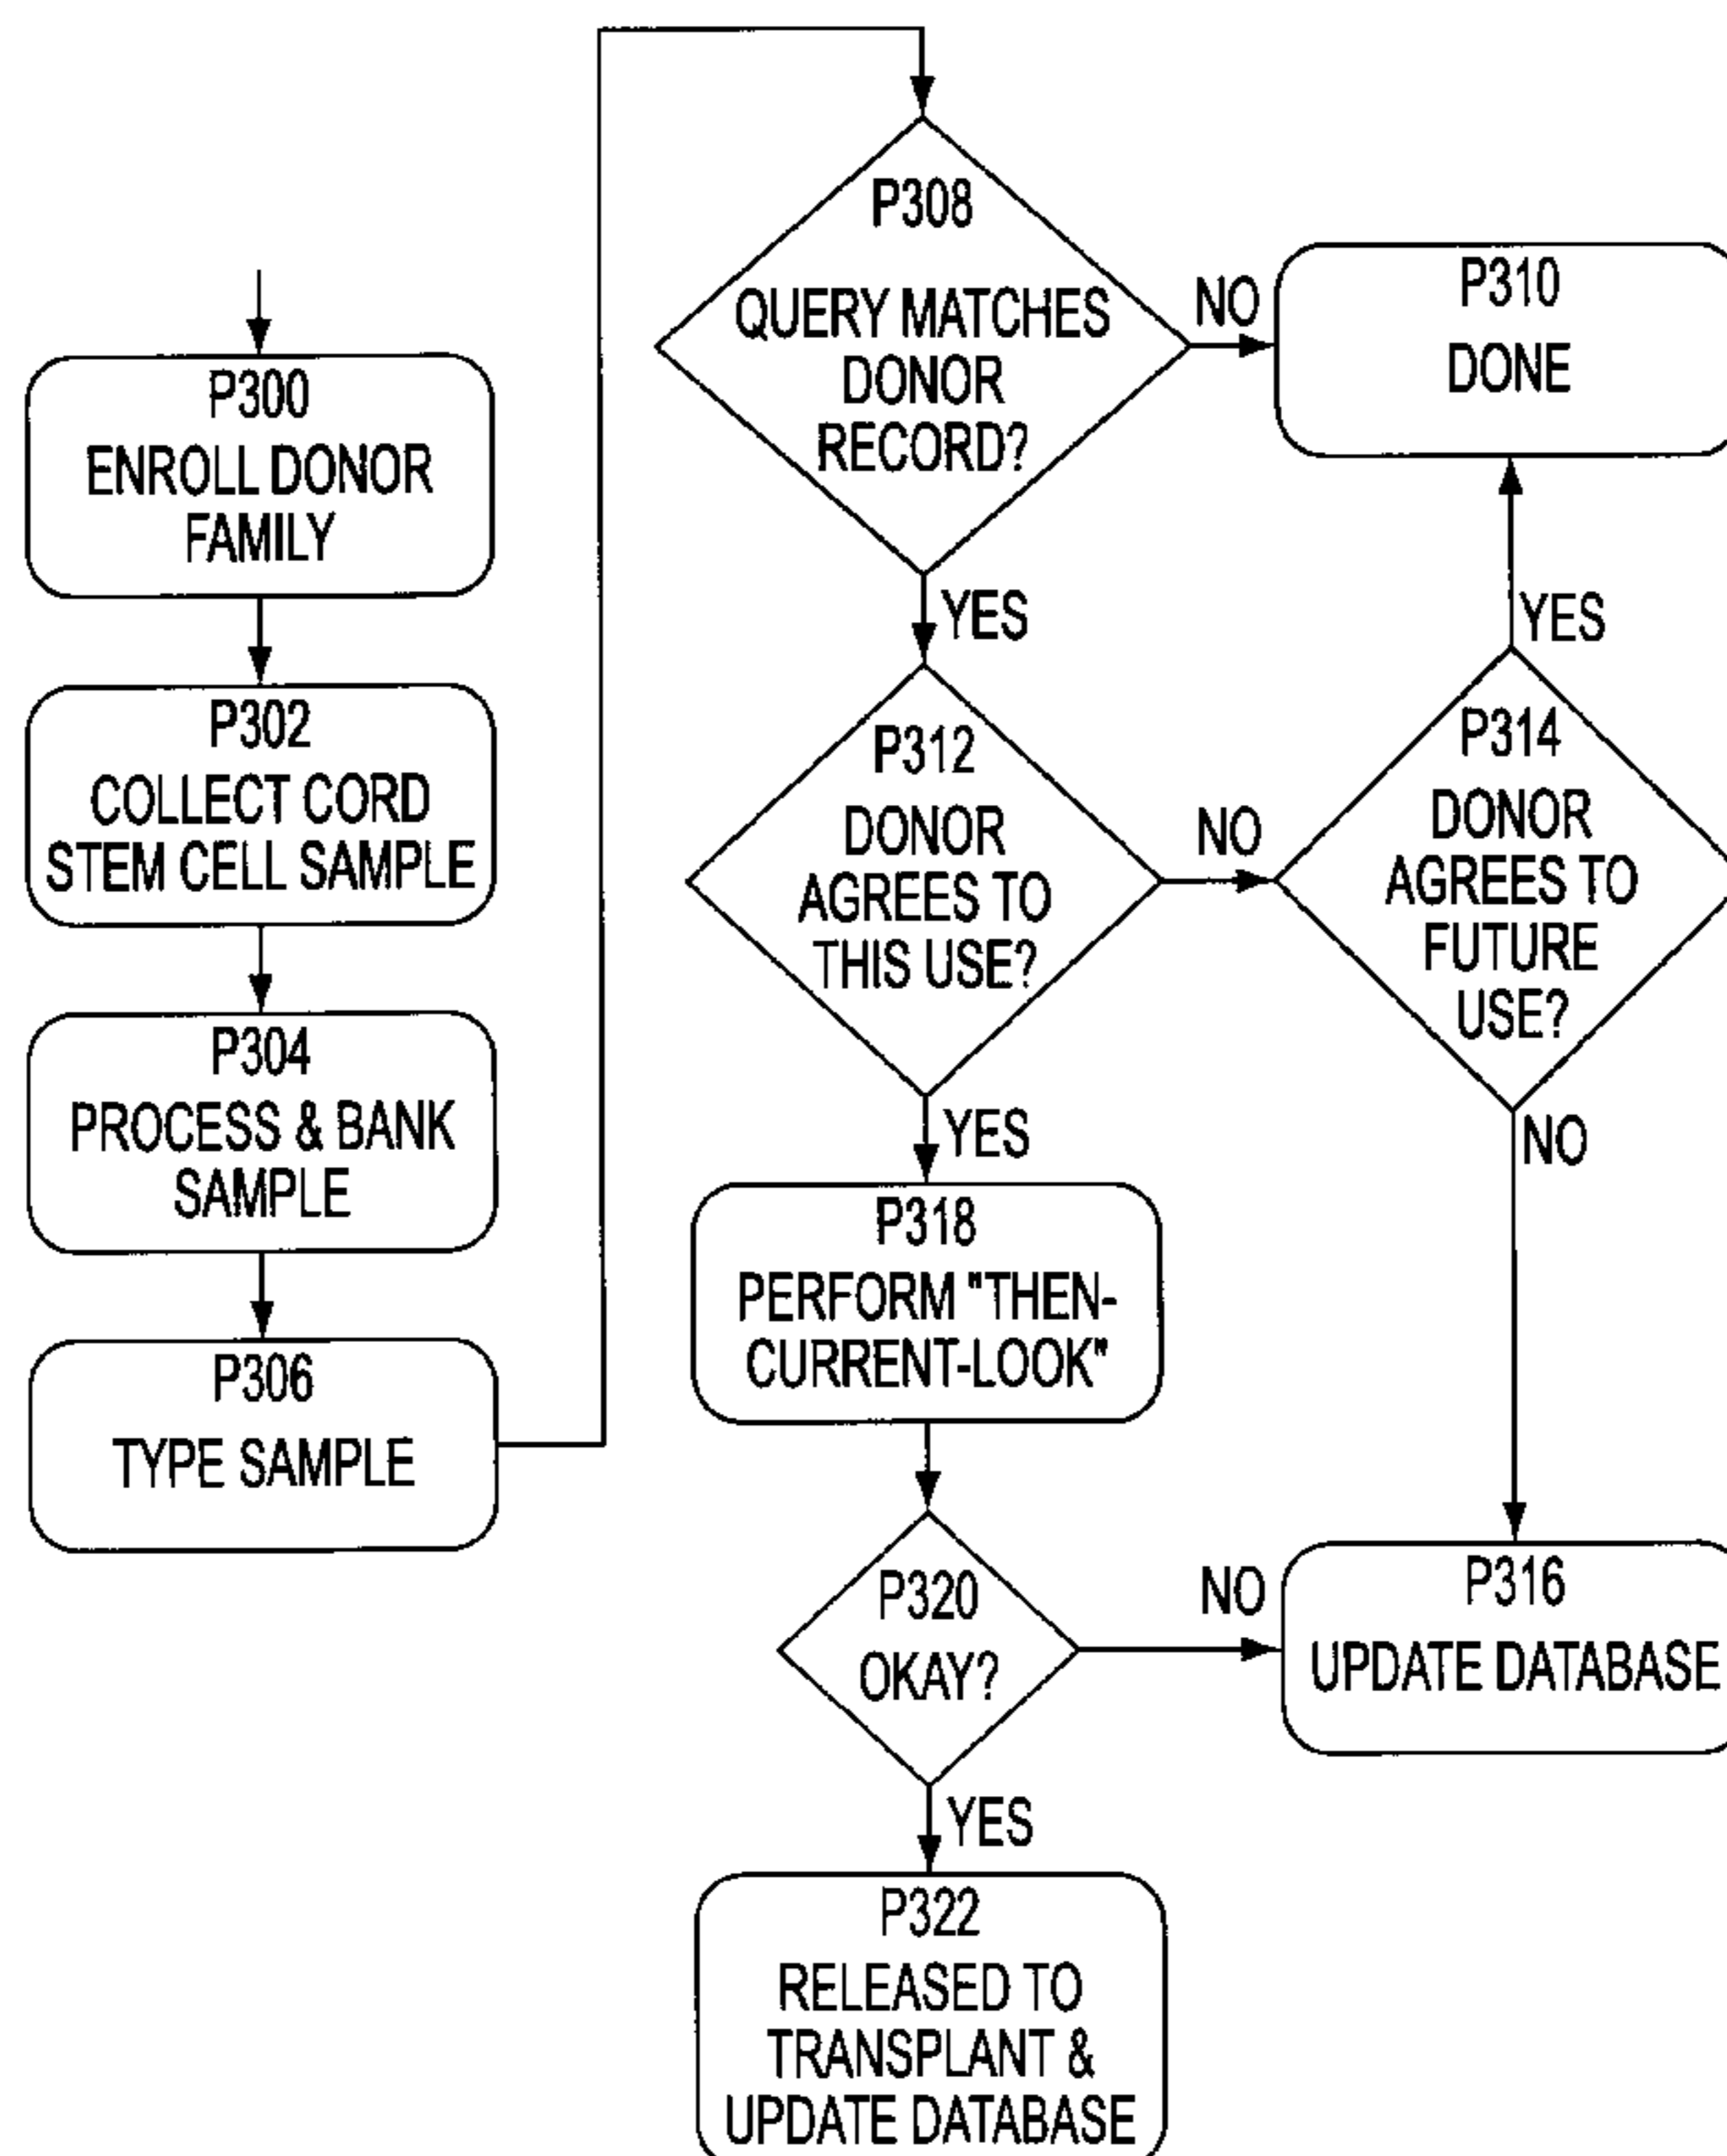 P300
ENROLL DONOR
FAMILY
P302
COLLECT CORD
STEM CELL SAMPLE
P304
PROCESS & BANK
SAMPLE
P306
TYPE SAMPLE
P308
QUERY MATCHES
DONOR
RECORD?
NO
YES
P310
DONE
P312
DONOR
AGREES TO
THIS USE?
NO
YES
P314
DONOR
AGREES TO
FUTURE
USE?
YES
NO
P316
UPDATE DATABASE
P318
PERFORM "THEN-
CURRENT-LOOK"
P320
OKAY?
NO
YES
P322
RELEASED TO
TRANSPLANT &
UPDATE DATABASE